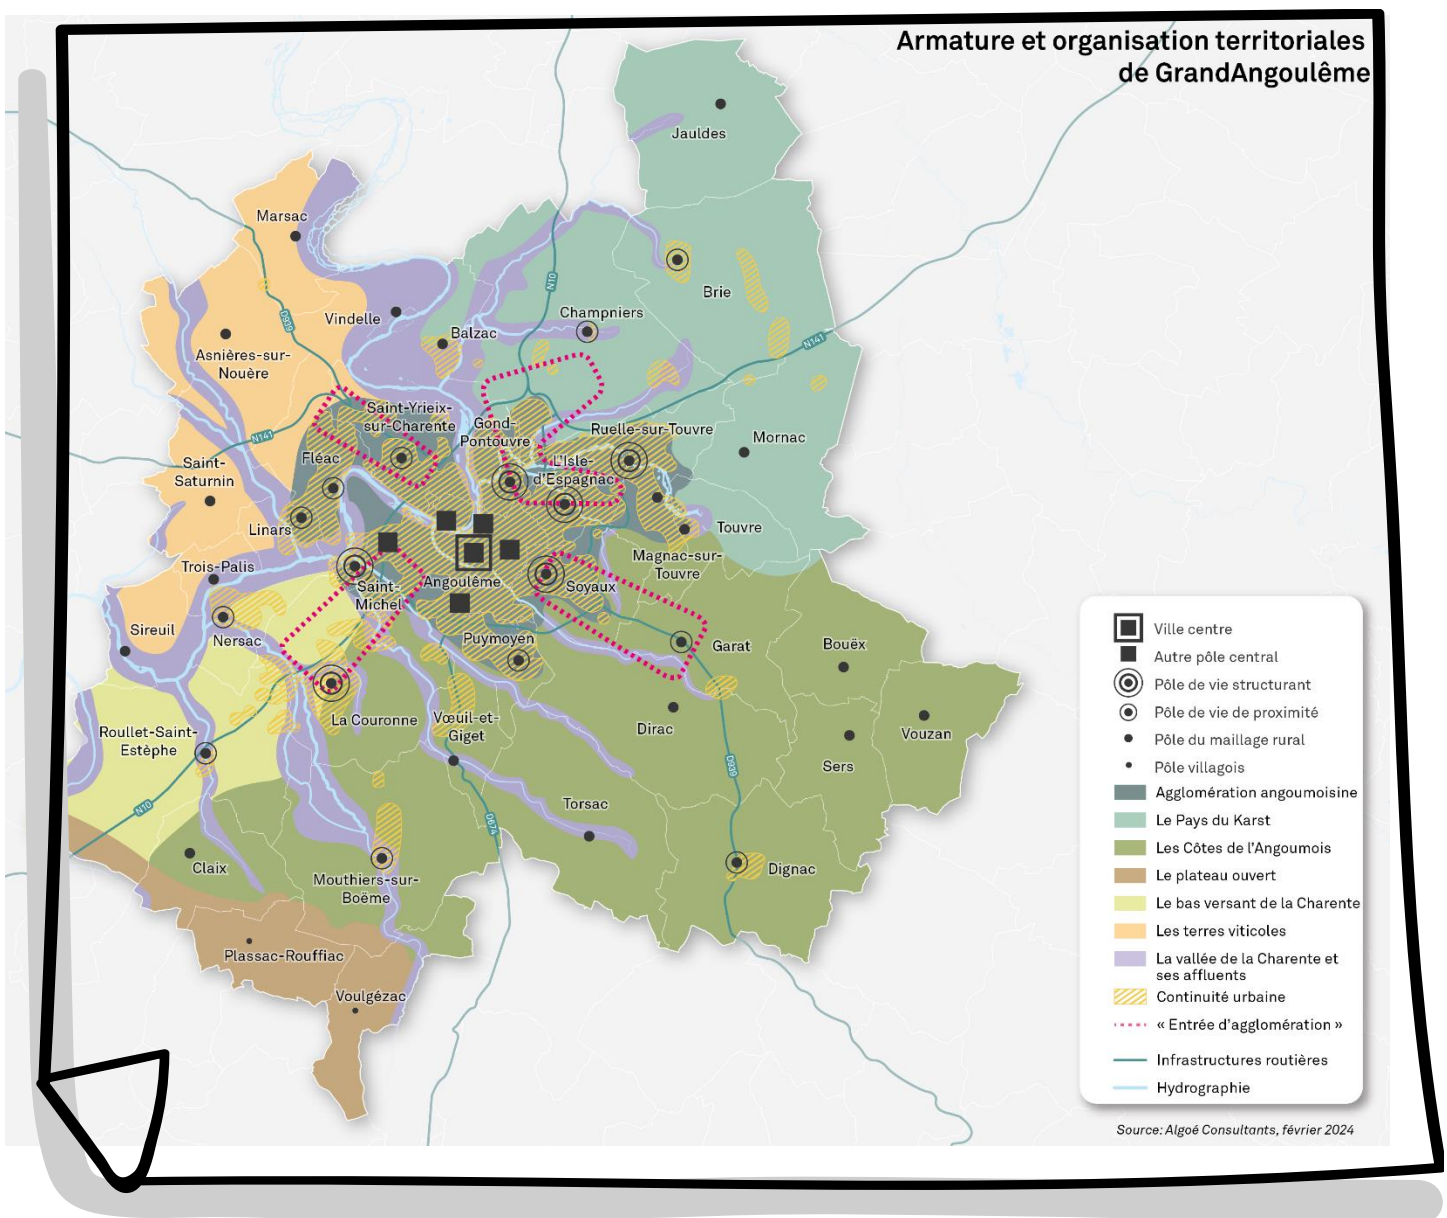 Armature et organisation territoriales
de GrandAngoulême
Jauldes
Marsac
N10
Brie
Vindelle
D939
Champniers
Balzac
N141
Asnières-sur-
Nouère
Saint-Yrieix-
sur-Charente
Gond-
Pontouvre
Ruelle-sur-Touvre
N141
Mornac
Fléac
L'Isle-
d'Espagnac
Saint-
Saturnin
Linars
Touvre
Magnac-sur-
Touvre
Trois-Palis
Angoulême
Saint-
Michel
Soyaux
Sireuil
Nersac
Puymoyen
Garat
Bouëx
La Couronne
Vœuil-et-
Giget
Dirac
Vouzan
Roullet-Saint-
Estèphe
Sers
D939
N10
Torsac
D674
Claix
Mouthiers-sur-
Boëme
Dignac
Plassac-Rouffiac
Voulgézac
Ville centre
Autre pôle central
Pôle de vie structurant
Pôle de vie de proximité
Pôle du maillage rural
Pôle villagois
Agglomération angoumoisine
Le Pays du Karst
Les Côtes de l'Angoumois
Le plateau ouvert
Le bas versant de la Charente
Les terres viticoles
La vallée de la Charente et
ses affluents
Continuité urbaine
« Entrée d'agglomération »
Infrastructures routières
Hydrographie
Source: Algoé Consultants, février 2024